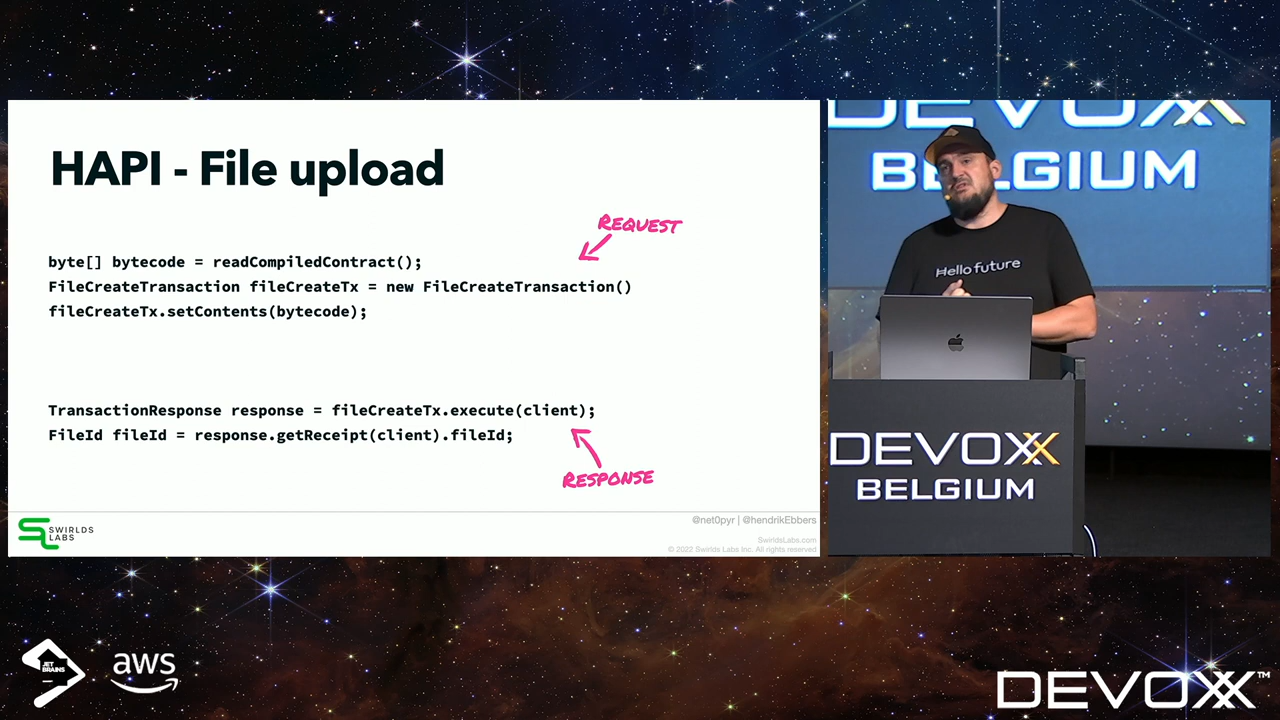 HAPI - File upload
REQUEST
byte[] bytecode = readCompiledContract();
FileCreateTransaction fileCreateTx = new FileCreateTransaction()
fileCreateTx.setContents(bytecode);
TransactionResponse response = fileCreateTx.execute(client);
FileId fileId = response.getReceipt(client).fileId;
RESPONSE
SWIRLDS
LABS
@net0pyr | @hendrikEbbers
SwirldsLabs.com
© 2022 Swirlds Labs Inc. All rights reserved
DEVOXX
BELGIUM
Hello future
DEVOXX
BELGIUM
JET
BRAINS
aws
DEVOXX™